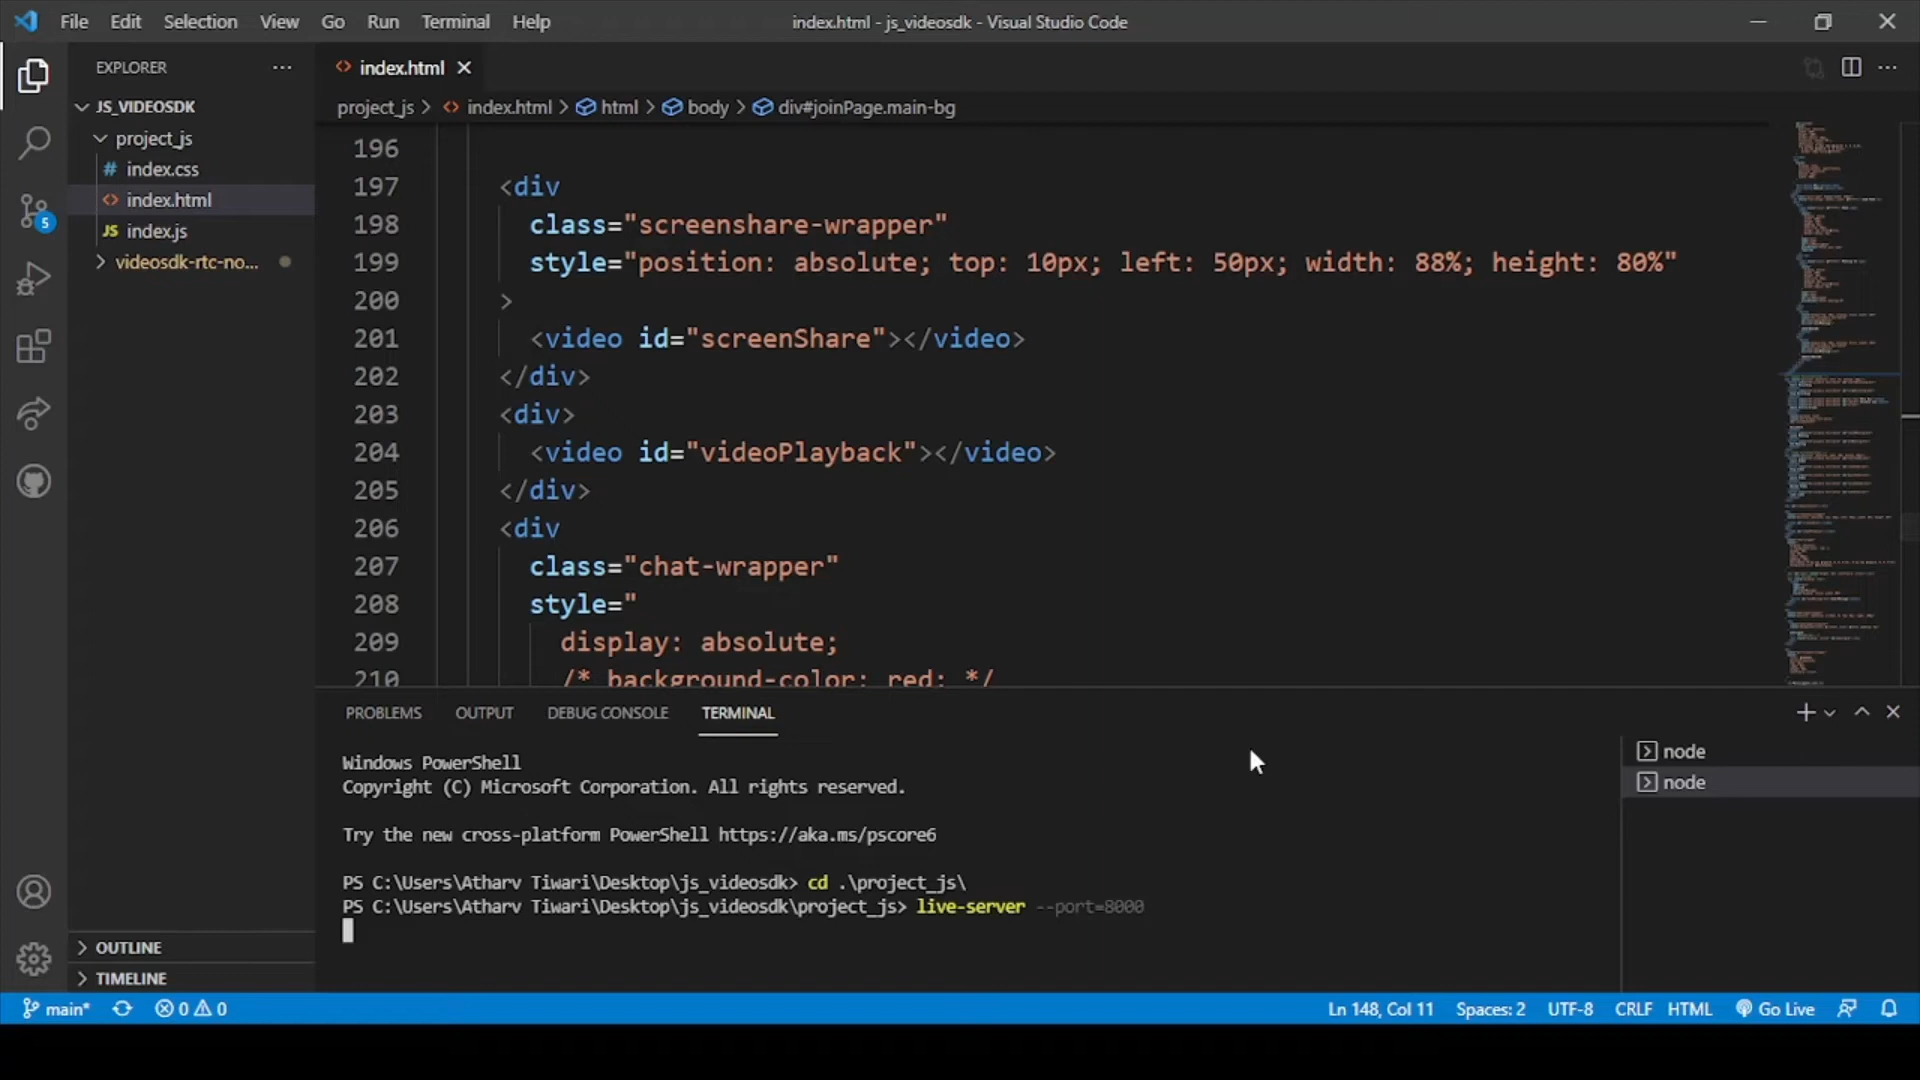 File Edit Selection View Go Run Terminal Help
index.html - js_videosdk - Visual Studio Code
EXPLORER
index.html
JS_VIDEOSDK
project_js > index.html > html > body > div#joinPage.main-bg
project_js
index.css
index.html
JS index.js
videosdk-rtc-no...
5
196
197 <div
198 class="screenshare-wrapper"
199 style="position: absolute; top: 10px; left: 50px; width: 88%; height: 80%"
200 >
201 <video id="screenShare"></video>
202 </div>
203 <div>
204 <video id="videoPlayback"></video>
205 </div>
206 <div
207 class="chat-wrapper"
208 style="
209 display: absolute;
210 /* background-color: red; */
PROBLEMS OUTPUT DEBUG CONSOLE TERMINAL
Windows PowerShell
Copyright (C) Microsoft Corporation. All rights reserved.
Try the new cross-platform PowerShell https://aka.ms/pscore6
PS C:\Users\Atharv Tiwari\Desktop\js_videosdk> cd .\project_js\
PS C:\Users\Atharv Tiwari\Desktop\js_videosdk\project_js> live-server --port=8000
node
node
OUTLINE
TIMELINE
main* 0 0
Ln 148, Col 11 Spaces: 2 UTF-8 CRLF HTML Go Live